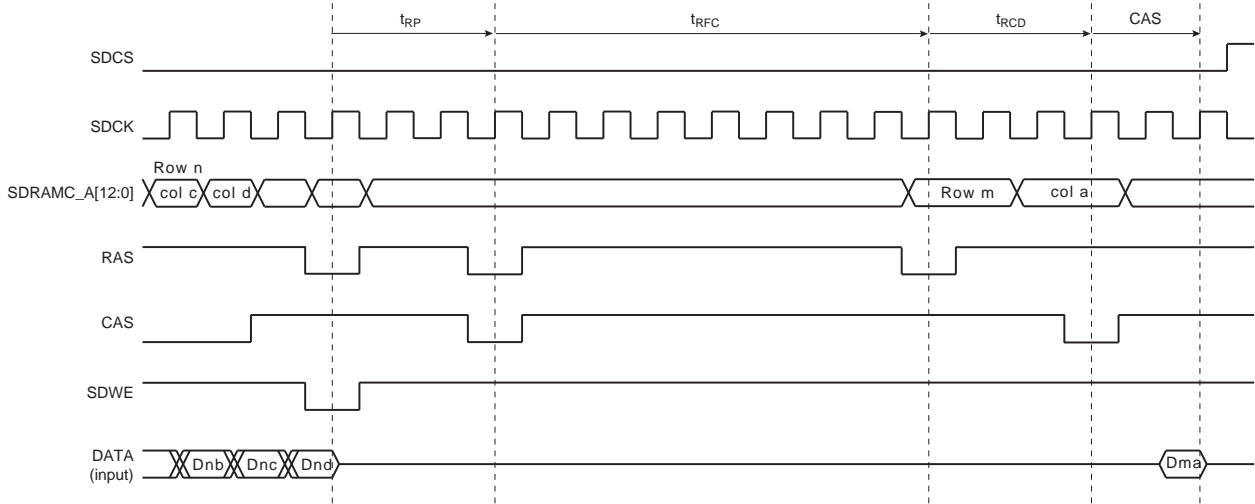 tRP tRFC tRCD CAS
SDCS
SDCK
Row n
SDRAMC_A[12:0] col c col d Row m col a
RAS
CAS
SDWE
DATA
(input) Dnb Dnc Dnd Dma